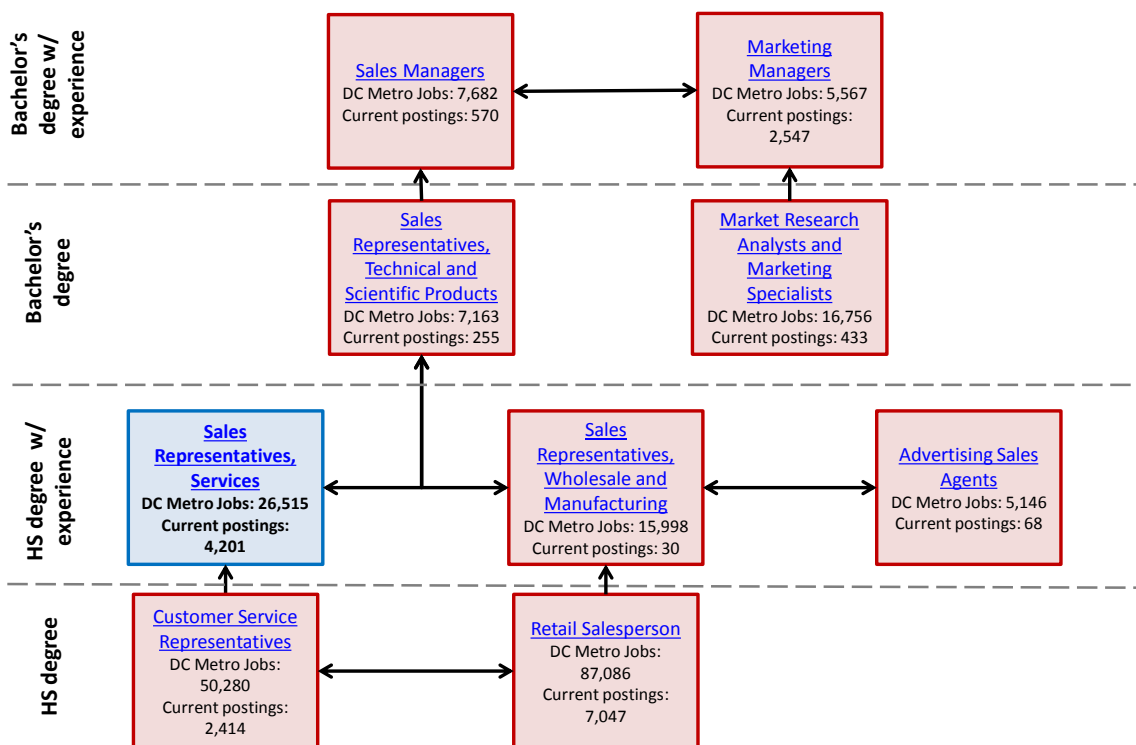 Bachelor's
degree w/
experience
Sales Managers
DC Metro Jobs: 7,682
Current postings: 570
Marketing
Managers
DC Metro Jobs: 5,567
Current postings:
2,547
Bachelor's
degree
Sales
Representatives,
Technical and
Scientific Products
DC Metro Jobs: 7,163
Current postings: 255
Market Research
Analysts and
Marketing
Specialists
DC Metro Jobs: 16,756
Current postings: 433
HS degree w/
experience
Sales
Representatives,
Services
DC Metro Jobs: 26,515
Current postings:
4,201
Sales
Representatives,
Wholesale and
Manufacturing
DC Metro Jobs: 15,998
Current postings: 30
Advertising Sales
Agents
DC Metro Jobs: 5,146
Current postings: 68
HS degree
Customer Service
Representatives
DC Metro Jobs:
50,280
Current postings:
2,414
Retail Salesperson
DC Metro Jobs:
87,086
Current postings:
7,047